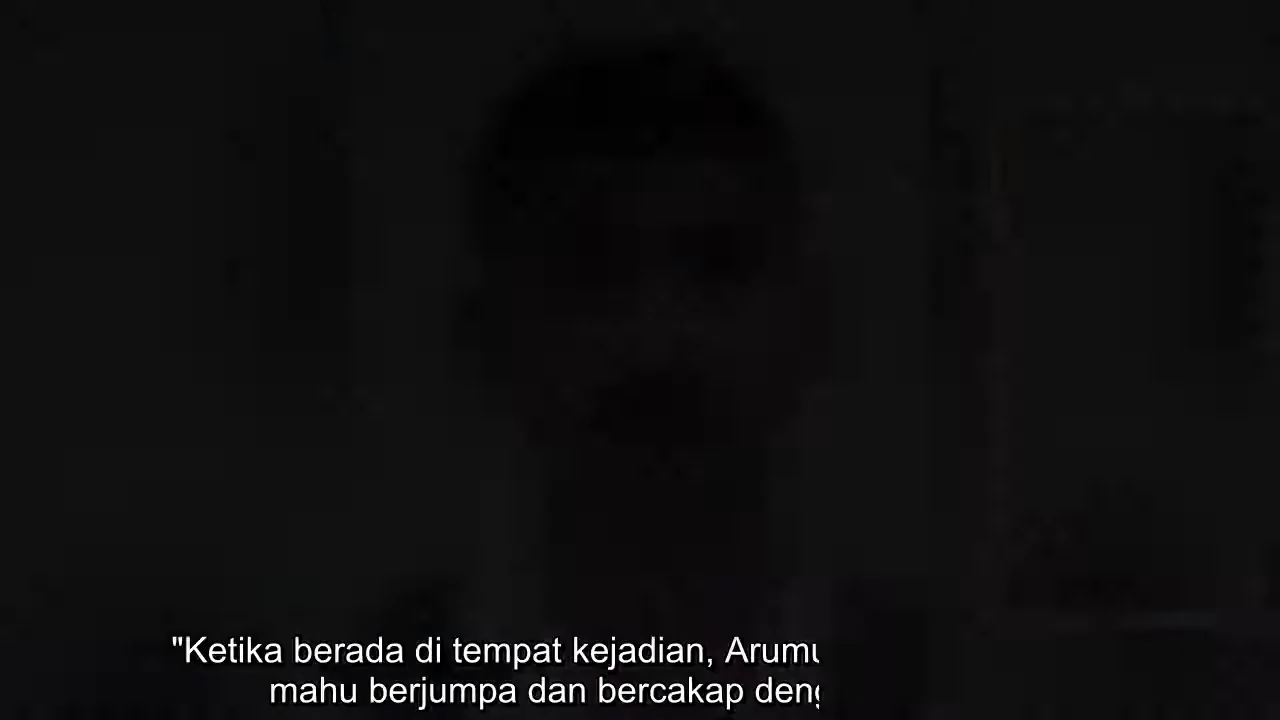 "Ketika berada di tempat kejadian,
mahu berjumpa dan bercakap